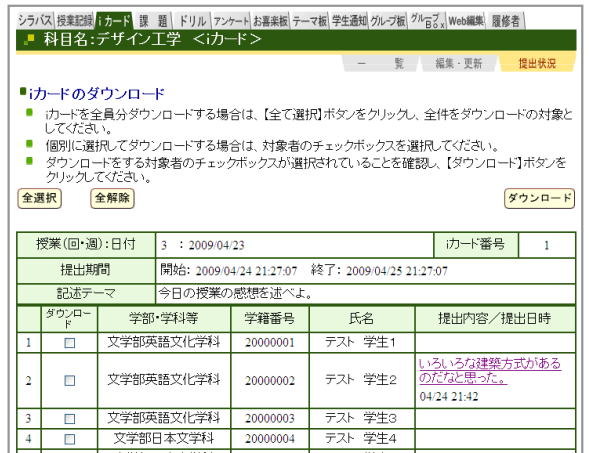 シラバス 授業記録 iカード 課 題 ドリル アンケート お喜楽板 テーマ板 学生通知 グループ板 グループBox Web編集 履修者
科目名:デザイン工学 <iカード>
一 覧 編集・更新 提出状況
iカードのダウンロード
iカードを全員分ダウンロードする場合は、【全て選択】ボタンをクリックし、全件をダウンロードの対象と
してください。
個別に選択してダウンロードする場合は、対象者のチェックボックスを選択してください。
ダウンロードをする対象者のチェックボックスが選択されていることを確認し、【ダウンロード】ボタンを
クリックしてください。
全選択 全解除 ダウンロード
授業(回・週):日付 3 : 2009/04/23 iカード番号 1
提出期間 開始: 2009/04/24 21:27:07 終了: 2009/04/25 21:27:07
記述テーマ 今日の授業の感想を述べよ。
ダウンロー
ド 学部・学科等 学籍番号 氏名 提出内容/提出日時
1 文学部英語文化学科 20000001 テスト 学生1
2 文学部英語文化学科 20000002 テスト 学生2 いろいろな建築方式がある
のだなと思った。
04/24 21:42
3 文学部英語文化学科 20000003 テスト 学生3
4 文学部日本文学科 20000004 テスト 学生4